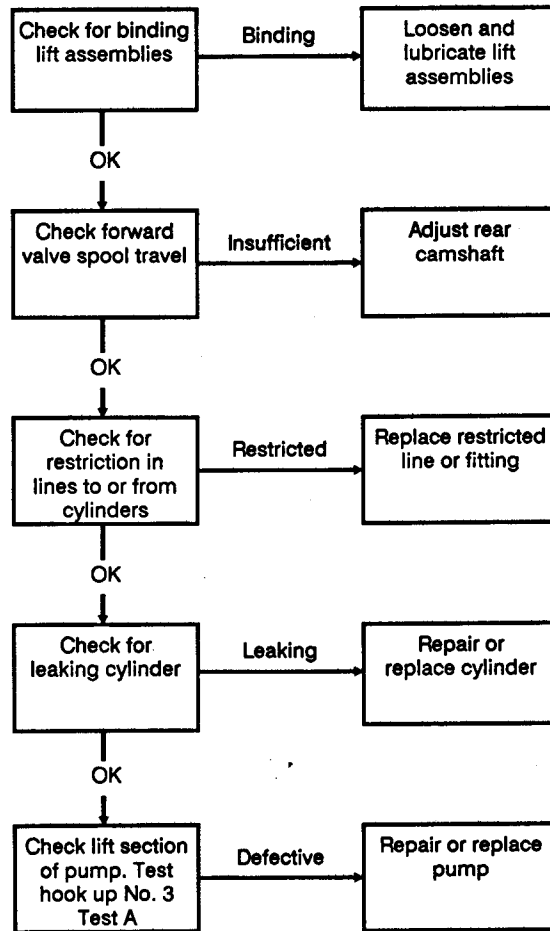 Check for binding
lift assemblies
Binding
Loosen and
lubricate lift
assemblies
OK
Check forward
valve spool travel
Insufficient
Adjust rear
camshaft
OK
Check for
restriction in
lines to or from
cylinders
Restricted
Replace restricted
line or fitting
OK
Check for
leaking cylinder
Leaking
Repair or
replace cylinder
OK
Check lift section
of pump. Test
hook up No. 3
Test A
Defective
Repair or replace
pump